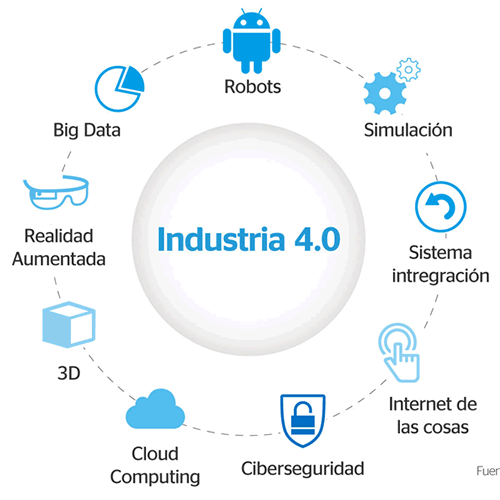 Robots
Big Data
Simulación
Industria 4.0
Realidad
Aumentada
Sistema
intregración
3D
Internet de
las cosas
Cloud
Computing
Ciberseguridad
Fuer